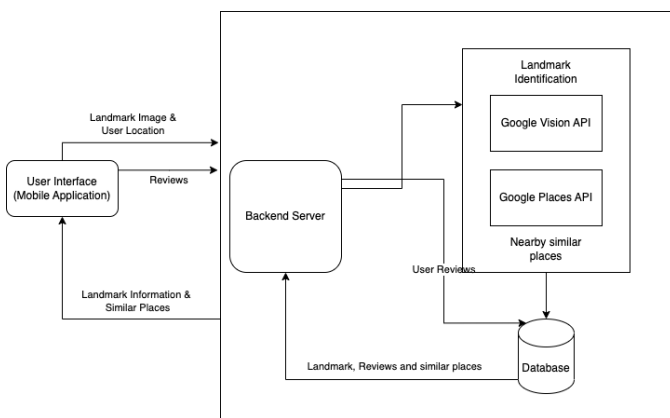 Landmark
Identification
Google Vision API
Landmark Image &
User Location
User Interface
(Mobile Application)
Reviews
Google Places API
Backend Server
Nearby similar
places
User Reviews
Landmark Information &
Similar Places
Landmark, Reviews and similar places
Database